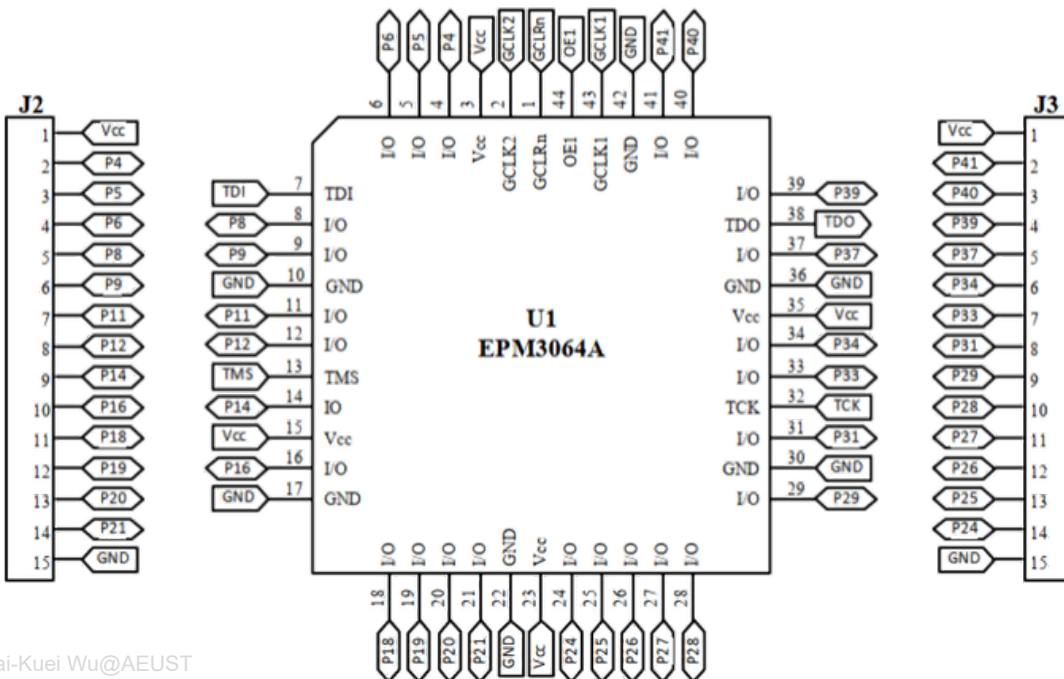 P6 P5 P4 Vcc GCLK2 GCLRn OE1 GCLK1 GND P41 P40
6 5 4 3 2 1 44 43 42 41 40
I/O I/O I/O Vcc GCLK2 GCLRn OE1 GCLK1 GND I/O I/O
J2
1 Vcc
2 P4
3 P5
4 P6
5 P8
6 P9
7 P11
8 P12
9 P14
10 P16
11 P18
12 P19
13 P20
14 P21
15 GND
TDI 7 TDI
P8 8 I/O
P9 9 I/O
GND 10 GND
P11 11 I/O
P12 12 I/O
TMS 13 TMS
P14 14 IO
Vcc 15 Vcc
P16 16 I/O
GND 17 GND
U1
EPM3064A
I/O 39 P39
TDO 38 TDO
I/O 37 P37
GND 36 GND
Vcc 35 Vcc
I/O 34 P34
I/O 33 P33
TCK 32 TCK
I/O 31 P31
GND 30 GND
I/O 29 P29
J3
Vcc 1
P41 2
P40 3
P39 4
P37 5
P34 6
P33 7
P31 8
P29 9
P28 10
P27 11
P26 12
P25 13
P24 14
GND 15
I/O I/O I/O I/O GND Vcc I/O I/O I/O I/O I/O
18 19 20 21 22 23 24 25 26 27 28
P18 P19 P20 P21 GND Vcc P24 P25 P26 P27 P28
ai-Kuei Wu@AEUST